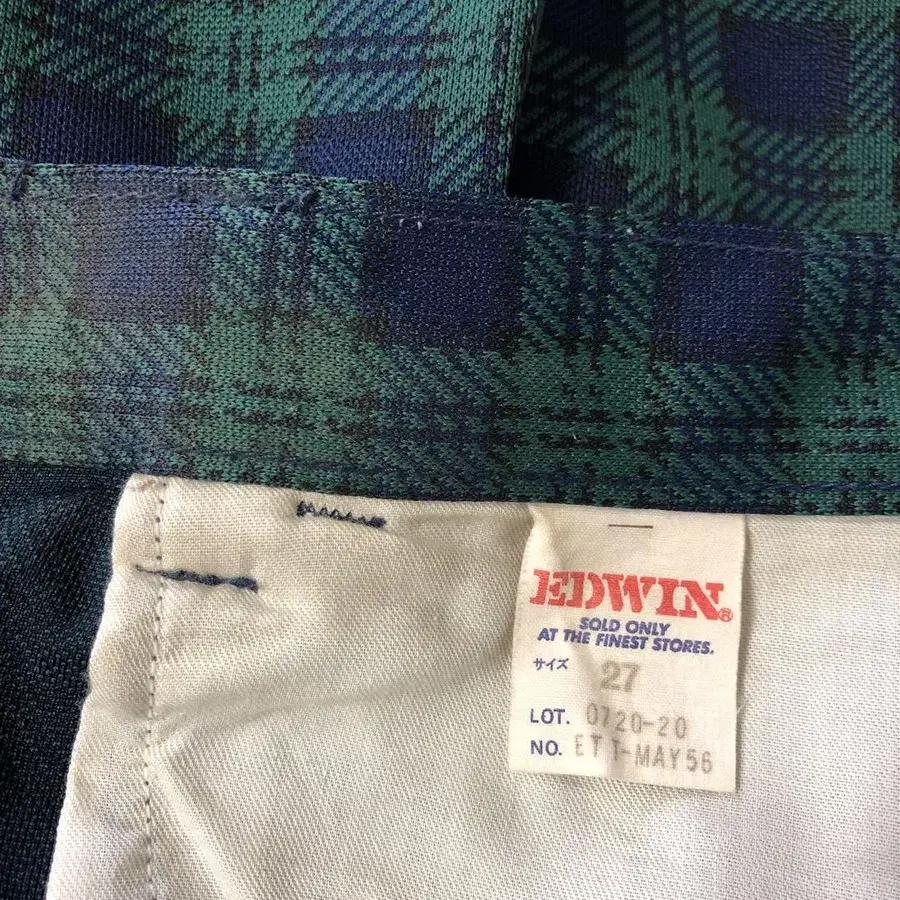 EDWIN®
SOLD ONLY
AT THE FINEST STORES.
サイズ 27
LOT. 0720-20
NO. ET T-MAY56